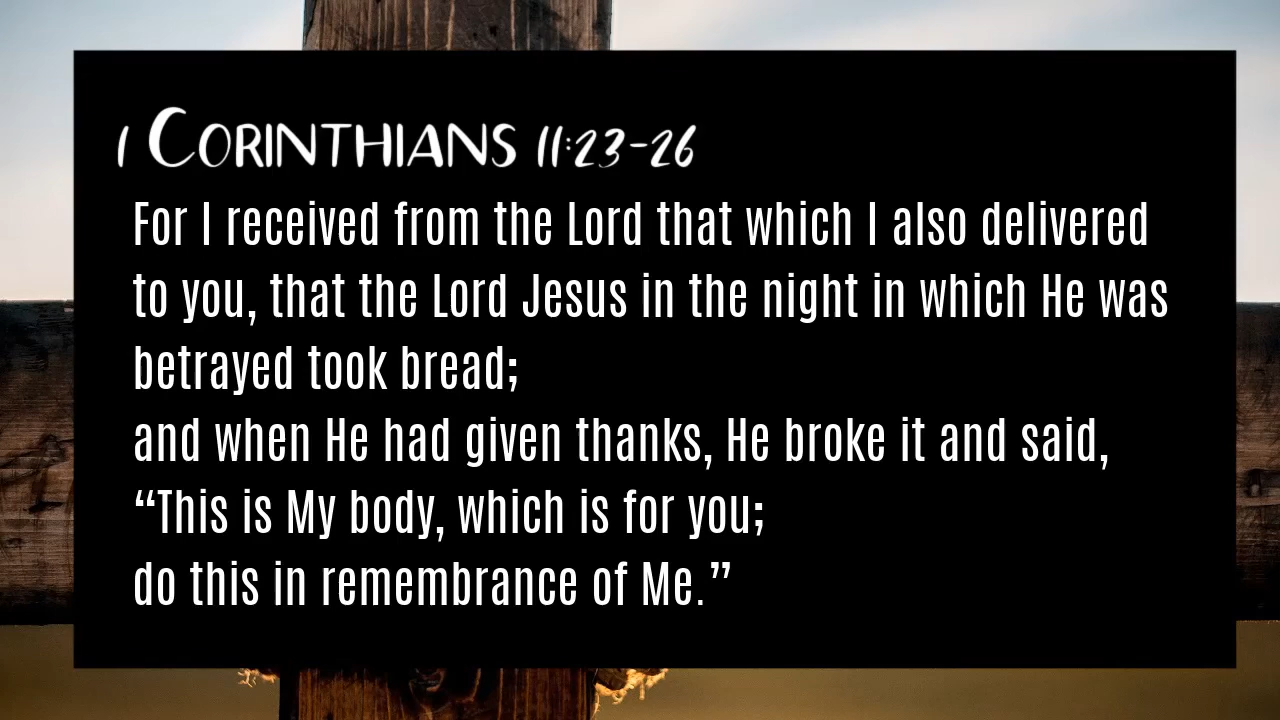 1 Corinthians 11:23-26
For I received from the Lord that which I also delivered
to you, that the Lord Jesus in the night in which He was
betrayed took bread;
and when He had given thanks, He broke it and said,
“This is My body, which is for you;
do this in remembrance of Me.”